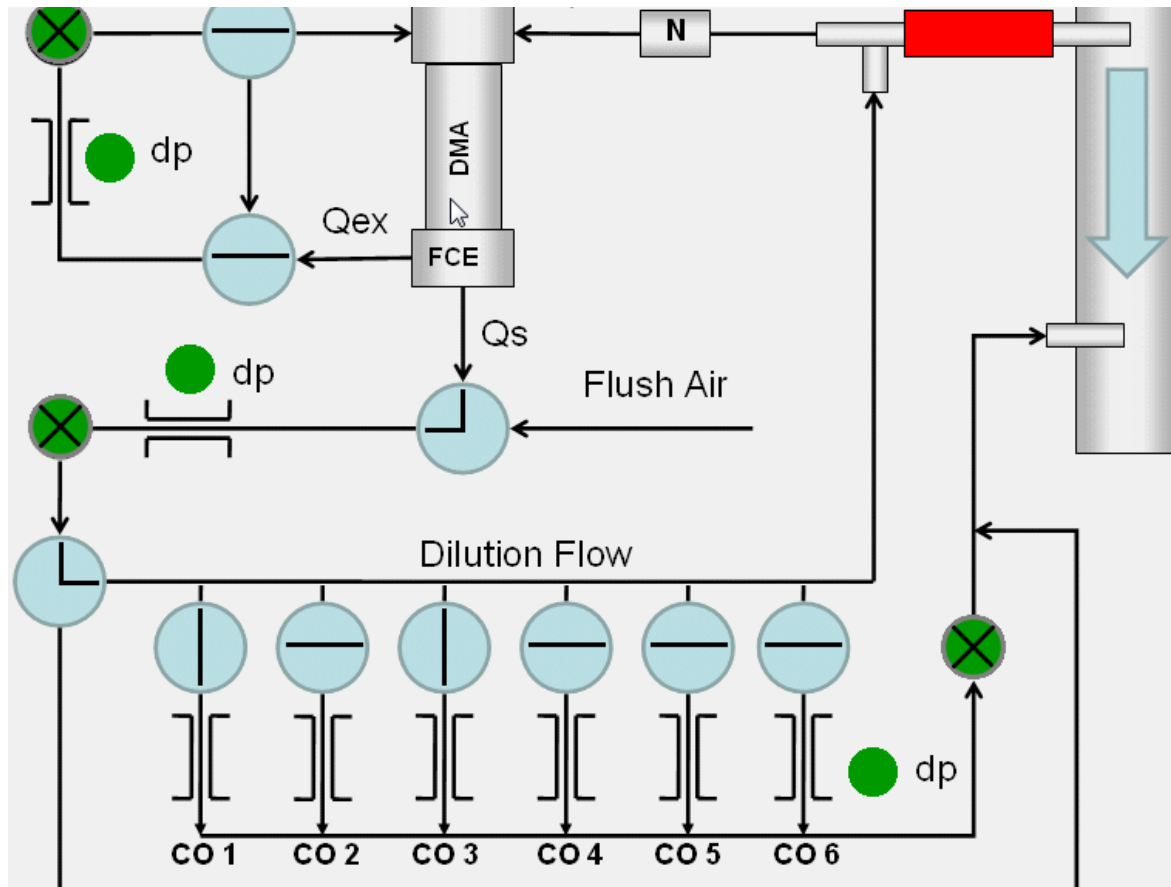 N
dp
DMA
Qex
FCE
Qs
dp
Flush Air
Dilution Flow
dp
CO 1
CO 2
CO 3
CO 4
CO 5
CO 6